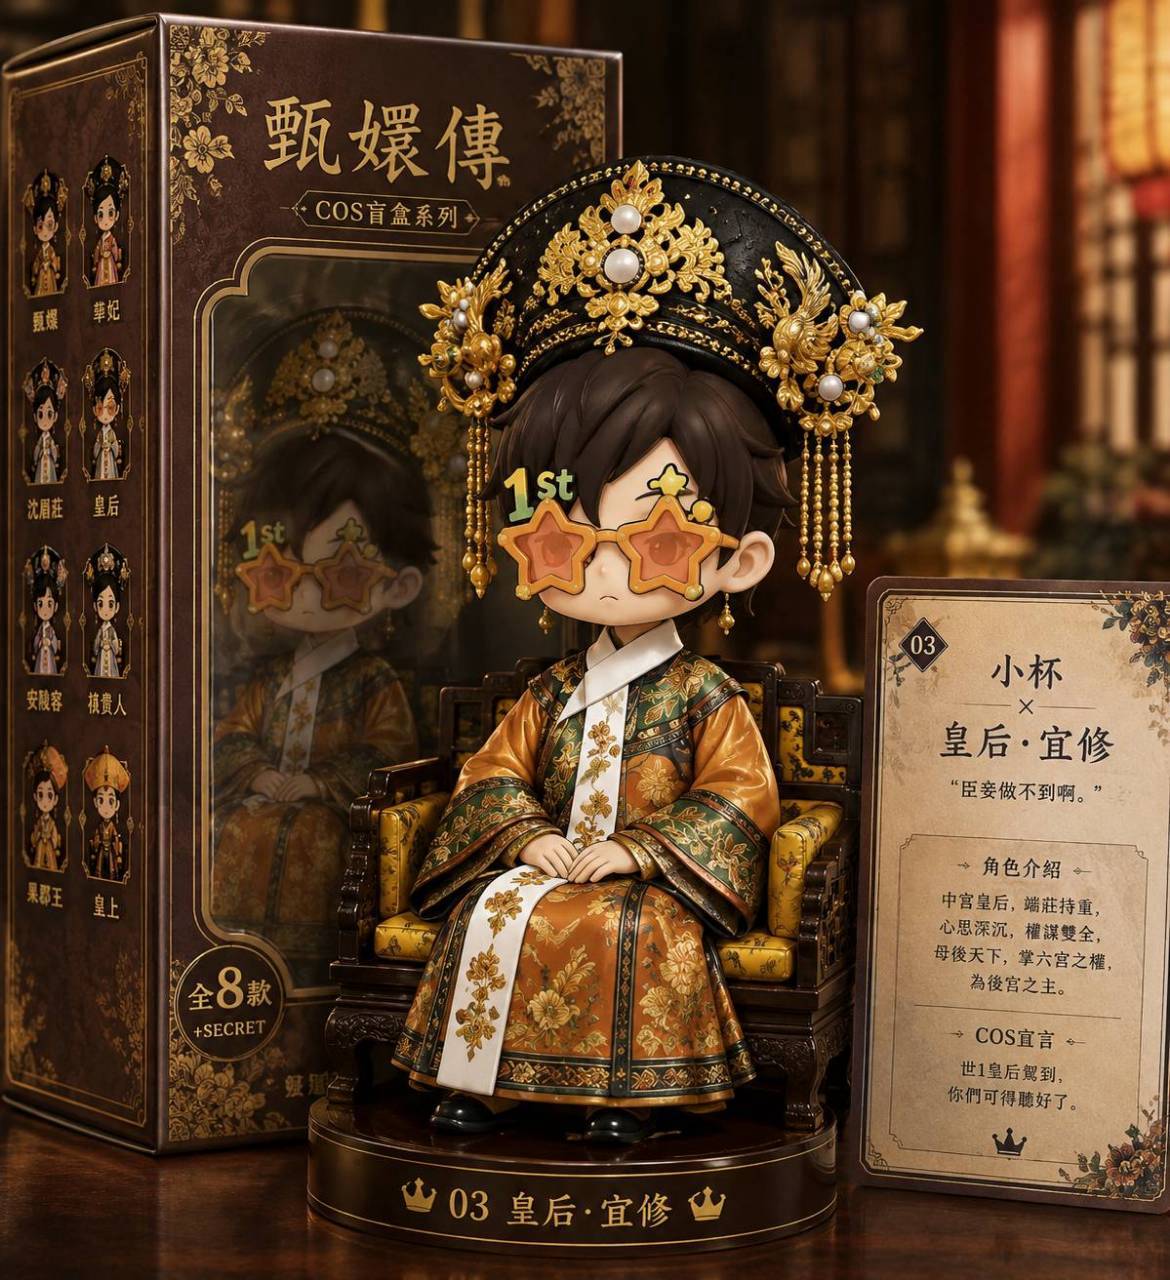 甄嬛傳
COS盲盒系列
甄嬛
華妃
沈眉莊
皇后
安陵容
祺貴人
果郡王
皇上
全8款
+SECRET
1st
1st
03 皇后·宜修
03
小杯
×
皇后·宜修
“臣妾做不到啊。”
角色介紹
中宮皇后，端莊持重，
心思深沉，權謀雙全，
母後天下，掌六宮之權，
為後宮之主。
COS宣言
世1皇后駕到，
你們可得聽好了。